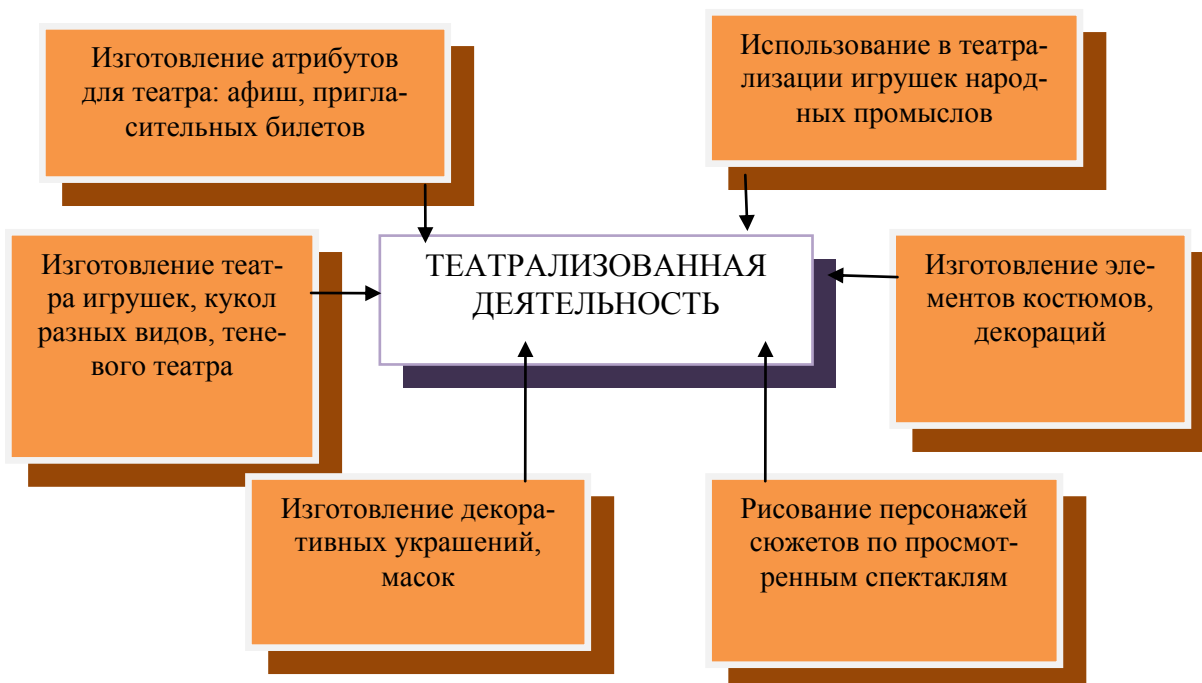 Изготовление атрибутов
для театра: афиш, пригла-
сительных билетов
Использование в театра-
лизации игрушек народ-
ных промыслов
Изготовление теат-
ра игрушек, кукол
разных видов, тене-
вого театра
ТЕАТРАЛИЗОВАННАЯ
ДЕЯТЕЛЬНОСТЬ
Изготовление эле-
ментов костюмов,
декораций
Изготовление декора-
тивных украшений,
масок
Рисование персонажей
сюжетов по просмот-
ренным спектаклям